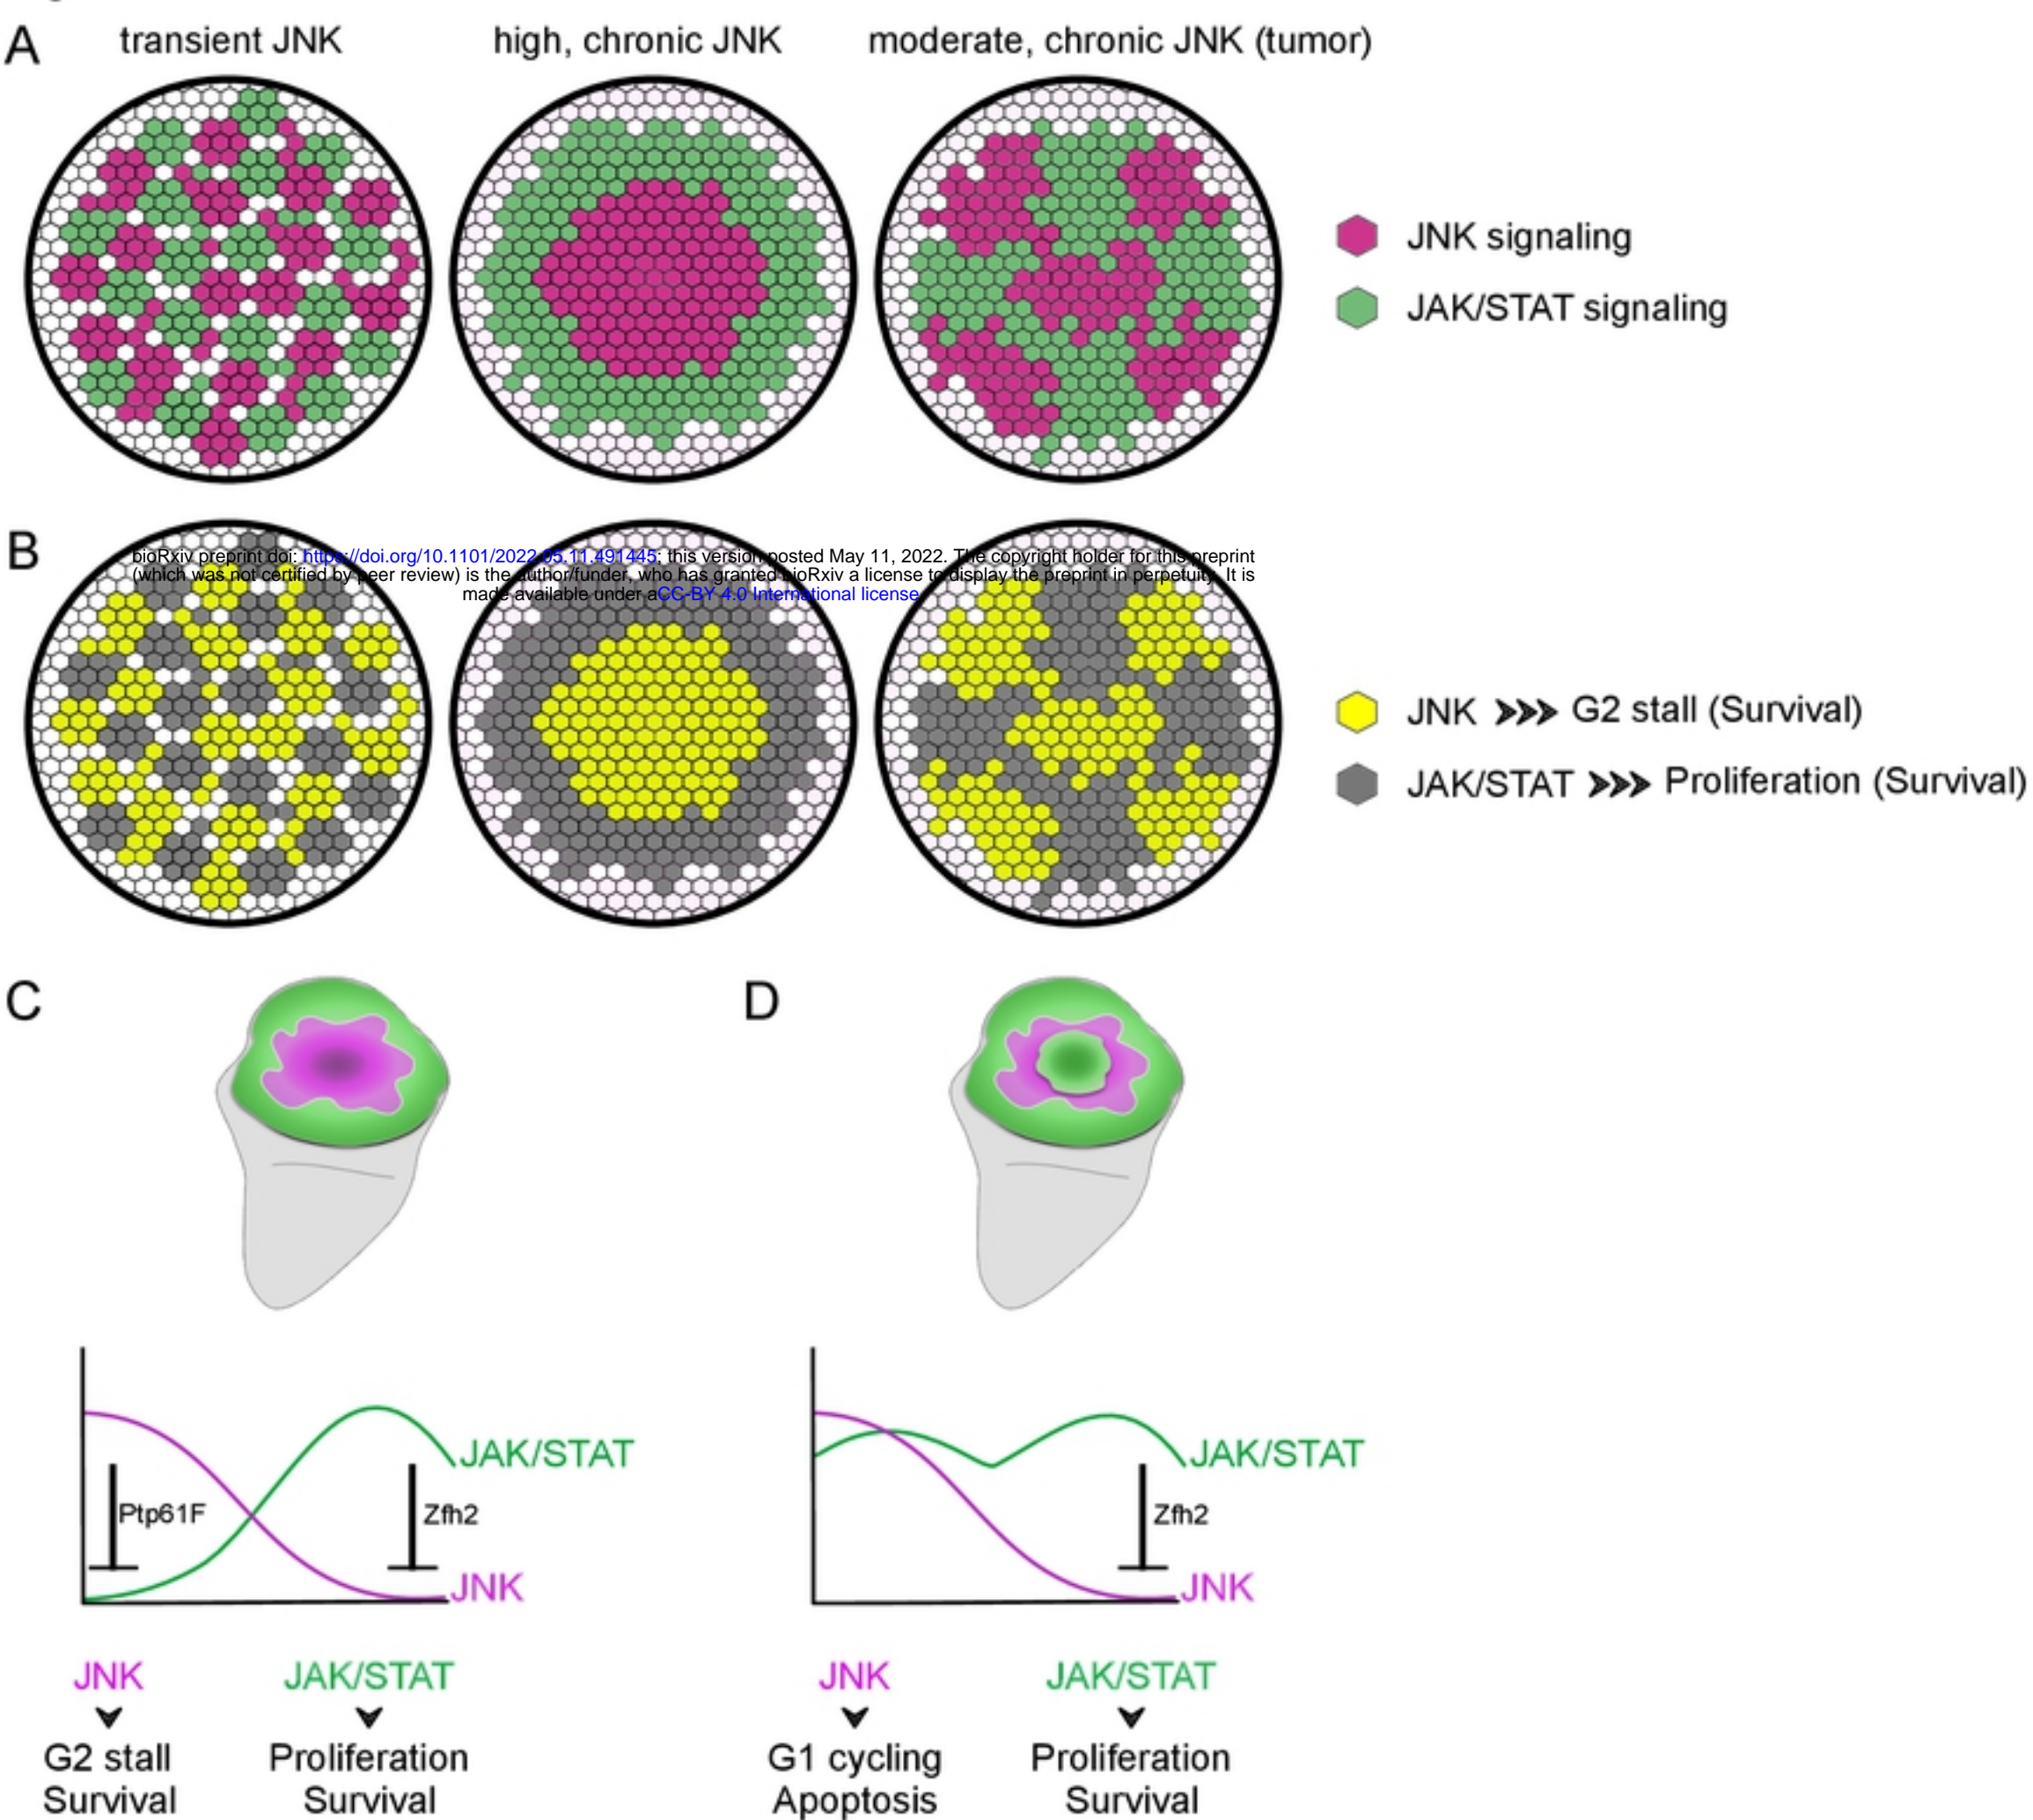 A
transient JNK
high, chronic JNK
moderate, chronic JNK (tumor)
JNK signaling
JAK/STAT signaling
B
bioRxiv preprint doi: https://doi.org/10.1101/2022.05.11.491445; this version posted May 11, 2022. The copyright holder for this preprint
(which was not certified by peer review) is the author/funder, who has granted bioRxiv a license to display the preprint in perpetuity. It is
made available under aCC-BY 4.0 International license
JNK >>> G2 stall (Survival)
JAK/STAT >>> Proliferation (Survival)
C
D
JAK/STAT
Ptp61F
Zfh2
JNK
JAK/STAT
Zfh2
JNK
JNK
JAK/STAT
G2 stall
Survival
Proliferation
Survival
JNK
JAK/STAT
G1 cycling
Apoptosis
Proliferation
Survival